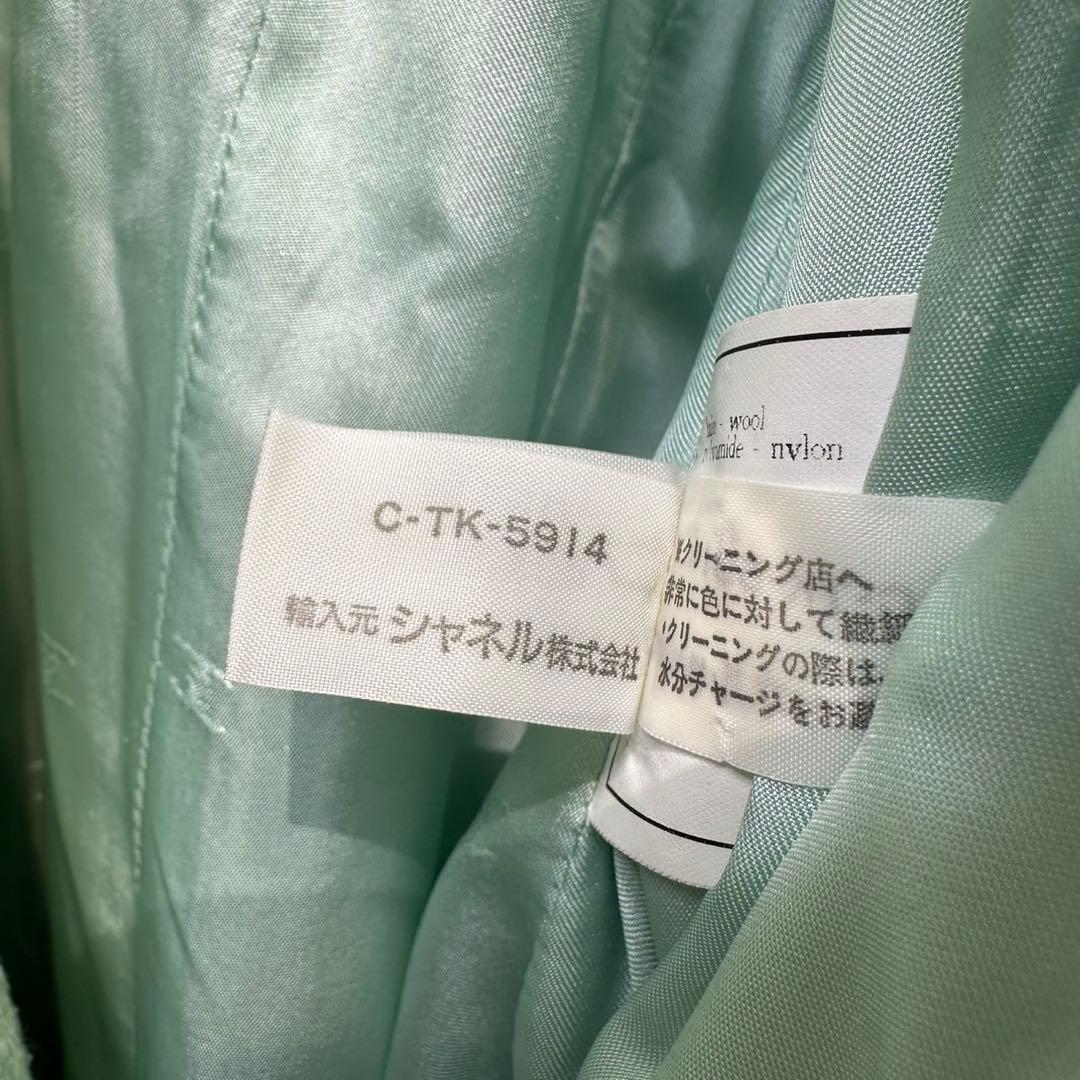 - wool
- nylon
C-TK-5914
輸入元 シャネル株式会社
クリーニング店へ
非常に色に対して繊細
・クリーニングの際は、
水分チャージをお